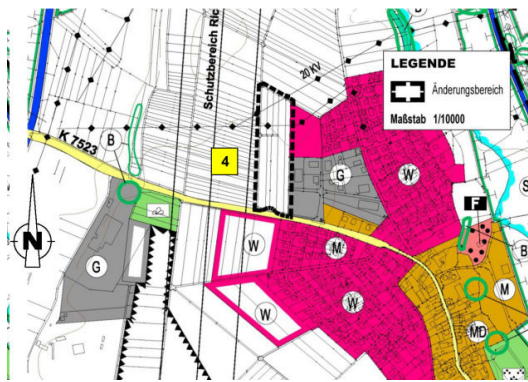 LEGENDE
Änderungsbereich
Maßstab 1/10000
Schutzbereich Ric
20 KV
K 7523
B
4
G
W
F
B
S
G
W
M
W
W
M
MD
N